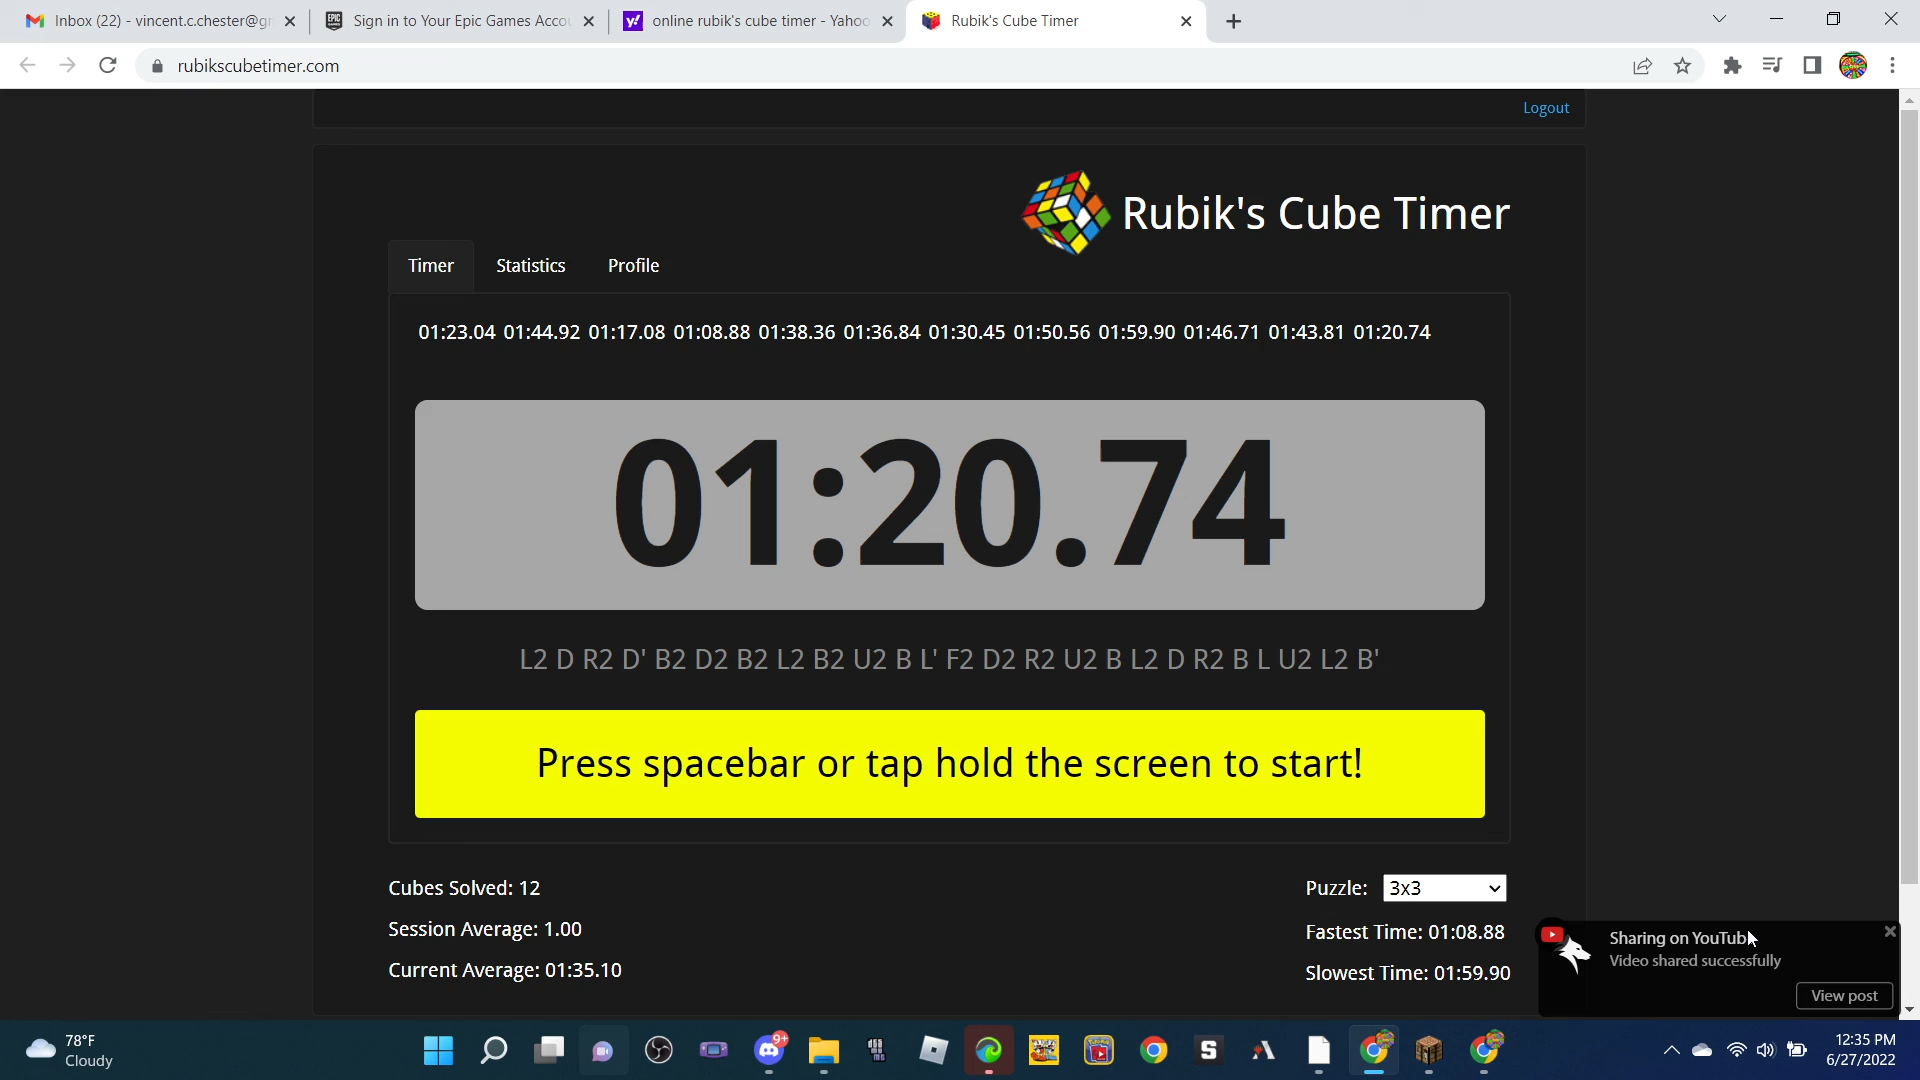 Inbox (22) - vincent.c.chester@gr
Sign in to Your Epic Games Accou
online rubik's cube timer - Yahoo
Rubik's Cube Timer
rubikscubetimer.com
Logout
Rubik's Cube Timer
Timer Statistics Profile
01:23.04 01:44.92 01:17.08 01:08.88 01:38.36 01:36.84 01:30.45 01:50.56 01:59.90 01:46.71 01:43.81 01:20.74
01:20.74
L2 D R2 D' B2 D2 B2 L2 B2 U2 B L' F2 D2 R2 U2 B L2 D R2 B L U2 L2 B'
Press spacebar or tap hold the screen to start!
Cubes Solved: 12
Session Average: 1.00
Current Average: 01:35.10
Puzzle: 3x3
Fastest Time: 01:08.88
Slowest Time: 01:59.90
Sharing on YouTube
Video shared successfully
View post
78°F
Cloudy
9+
12:35 PM
6/27/2022